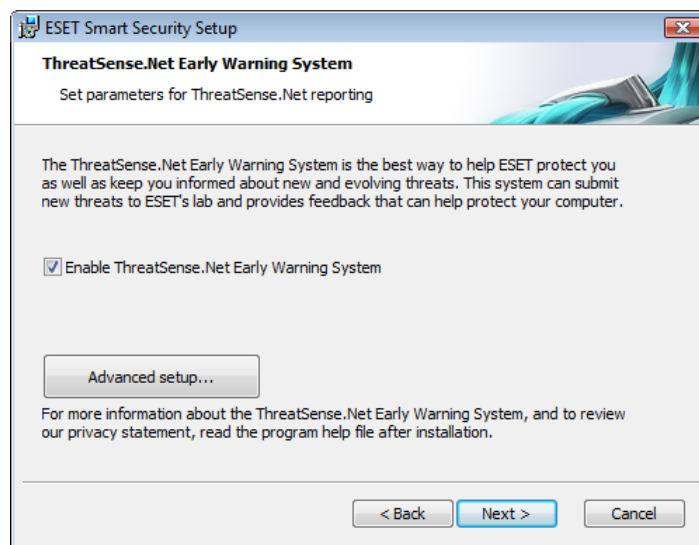 ESET Smart Security Setup
ThreatSense.Net Early Warning System
Set parameters for ThreatSense.Net reporting
The ThreatSense.Net Early Warning System is the best way to help ESET protect you
as well as keep you informed about new and evolving threats. This system can submit
new threats to ESET's lab and provides feedback that can help protect your computer.
Enable ThreatSense.Net Early Warning System
Advanced setup...
For more information about the ThreatSense.Net Early Warning System, and to review
our privacy statement, read the program help file after installation.
< Back Next > Cancel